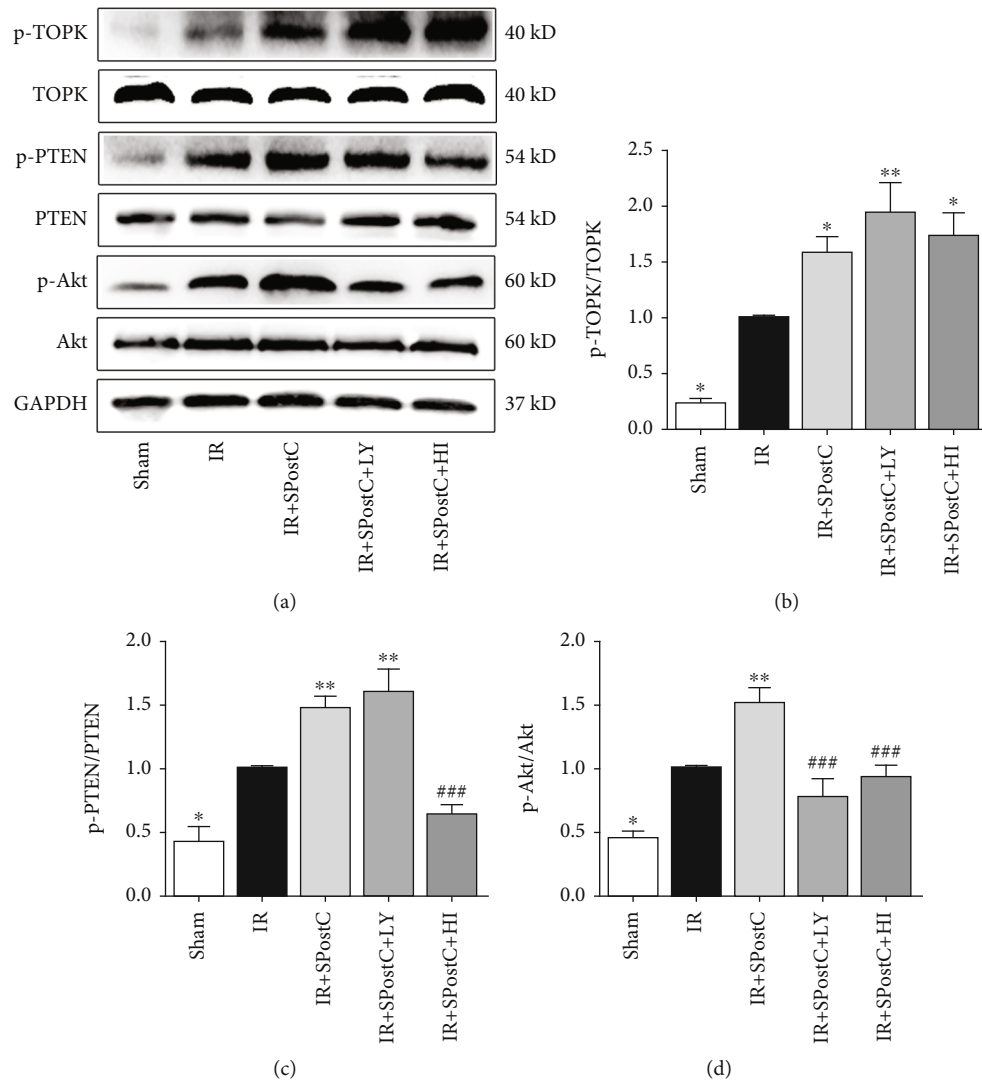 p-TOPK 40 kD
TOPK 40 kD
p-PTEN 54 kD
PTEN 54 kD
p-Akt 60 kD
Akt 60 kD
GAPDH 37 kD
Sham
IR
IR+SPostC
IR+SPostC+LY
IR+SPostC+HI
(a)
p-TOPK/TOPK
2.5
2.0
1.5
1.0
0.5
0.0
*
*
**
*
Sham
IR
IR+SPostC
IR+SPostC+LY
IR+SPostC+HI
(b)
p-PTEN/PTEN
2.0
1.5
1.0
0.5
0.0
*
**
**
###
Sham
IR
IR+SPostC
IR+SPostC+LY
IR+SPostC+HI
(c)
p-Akt/Akt
2.0
1.5
1.0
0.5
0.0
*
**
###
###
Sham
IR
IR+SPostC
IR+SPostC+LY
IR+SPostC+HI
(d)